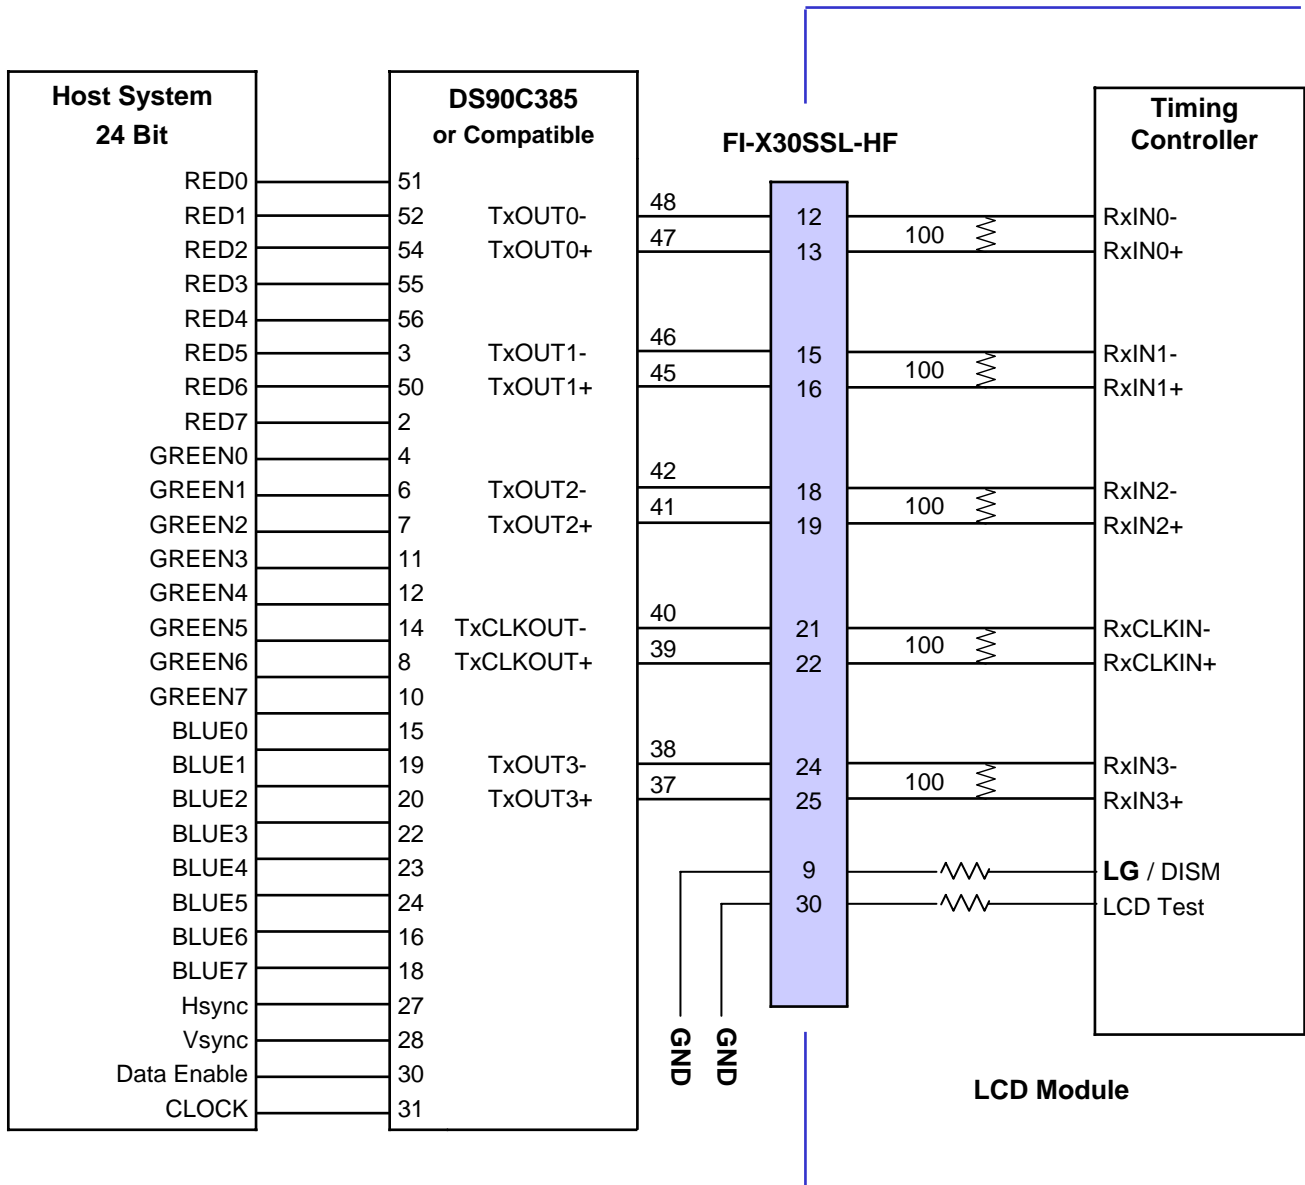 Host System
24 Bit
RED0
RED1
RED2
RED3
RED4
RED5
RED6
RED7
GREEN0
GREEN1
GREEN2
GREEN3
GREEN4
GREEN5
GREEN6
GREEN7
BLUE0
BLUE1
BLUE2
BLUE3
BLUE4
BLUE5
BLUE6
BLUE7
Hsync
Vsync
Data Enable
CLOCK
DS90C385
or Compatible
51
52
54
55
56
3
50
2
4
6
7
11
12
14
8
10
15
19
20
22
23
24
16
18
27
28
30
31
TxOUT0-
TxOUT0+
TxOUT1-
TxOUT1+
TxOUT2-
TxOUT2+
TxCLKOUT-
TxCLKOUT+
TxOUT3-
TxOUT3+
48
47
46
45
42
41
40
39
38
37
GND
GND
FI-X30SSL-HF
12
13
15
16
18
19
21
22
24
25
9
30
100
100
100
100
100
Timing
Controller
RxIN0-
RxIN0+
RxIN1-
RxIN1+
RxIN2-
RxIN2+
RxCLKIN-
RxCLKIN+
RxIN3-
RxIN3+
LG / DISM
LCD Test
LCD Module